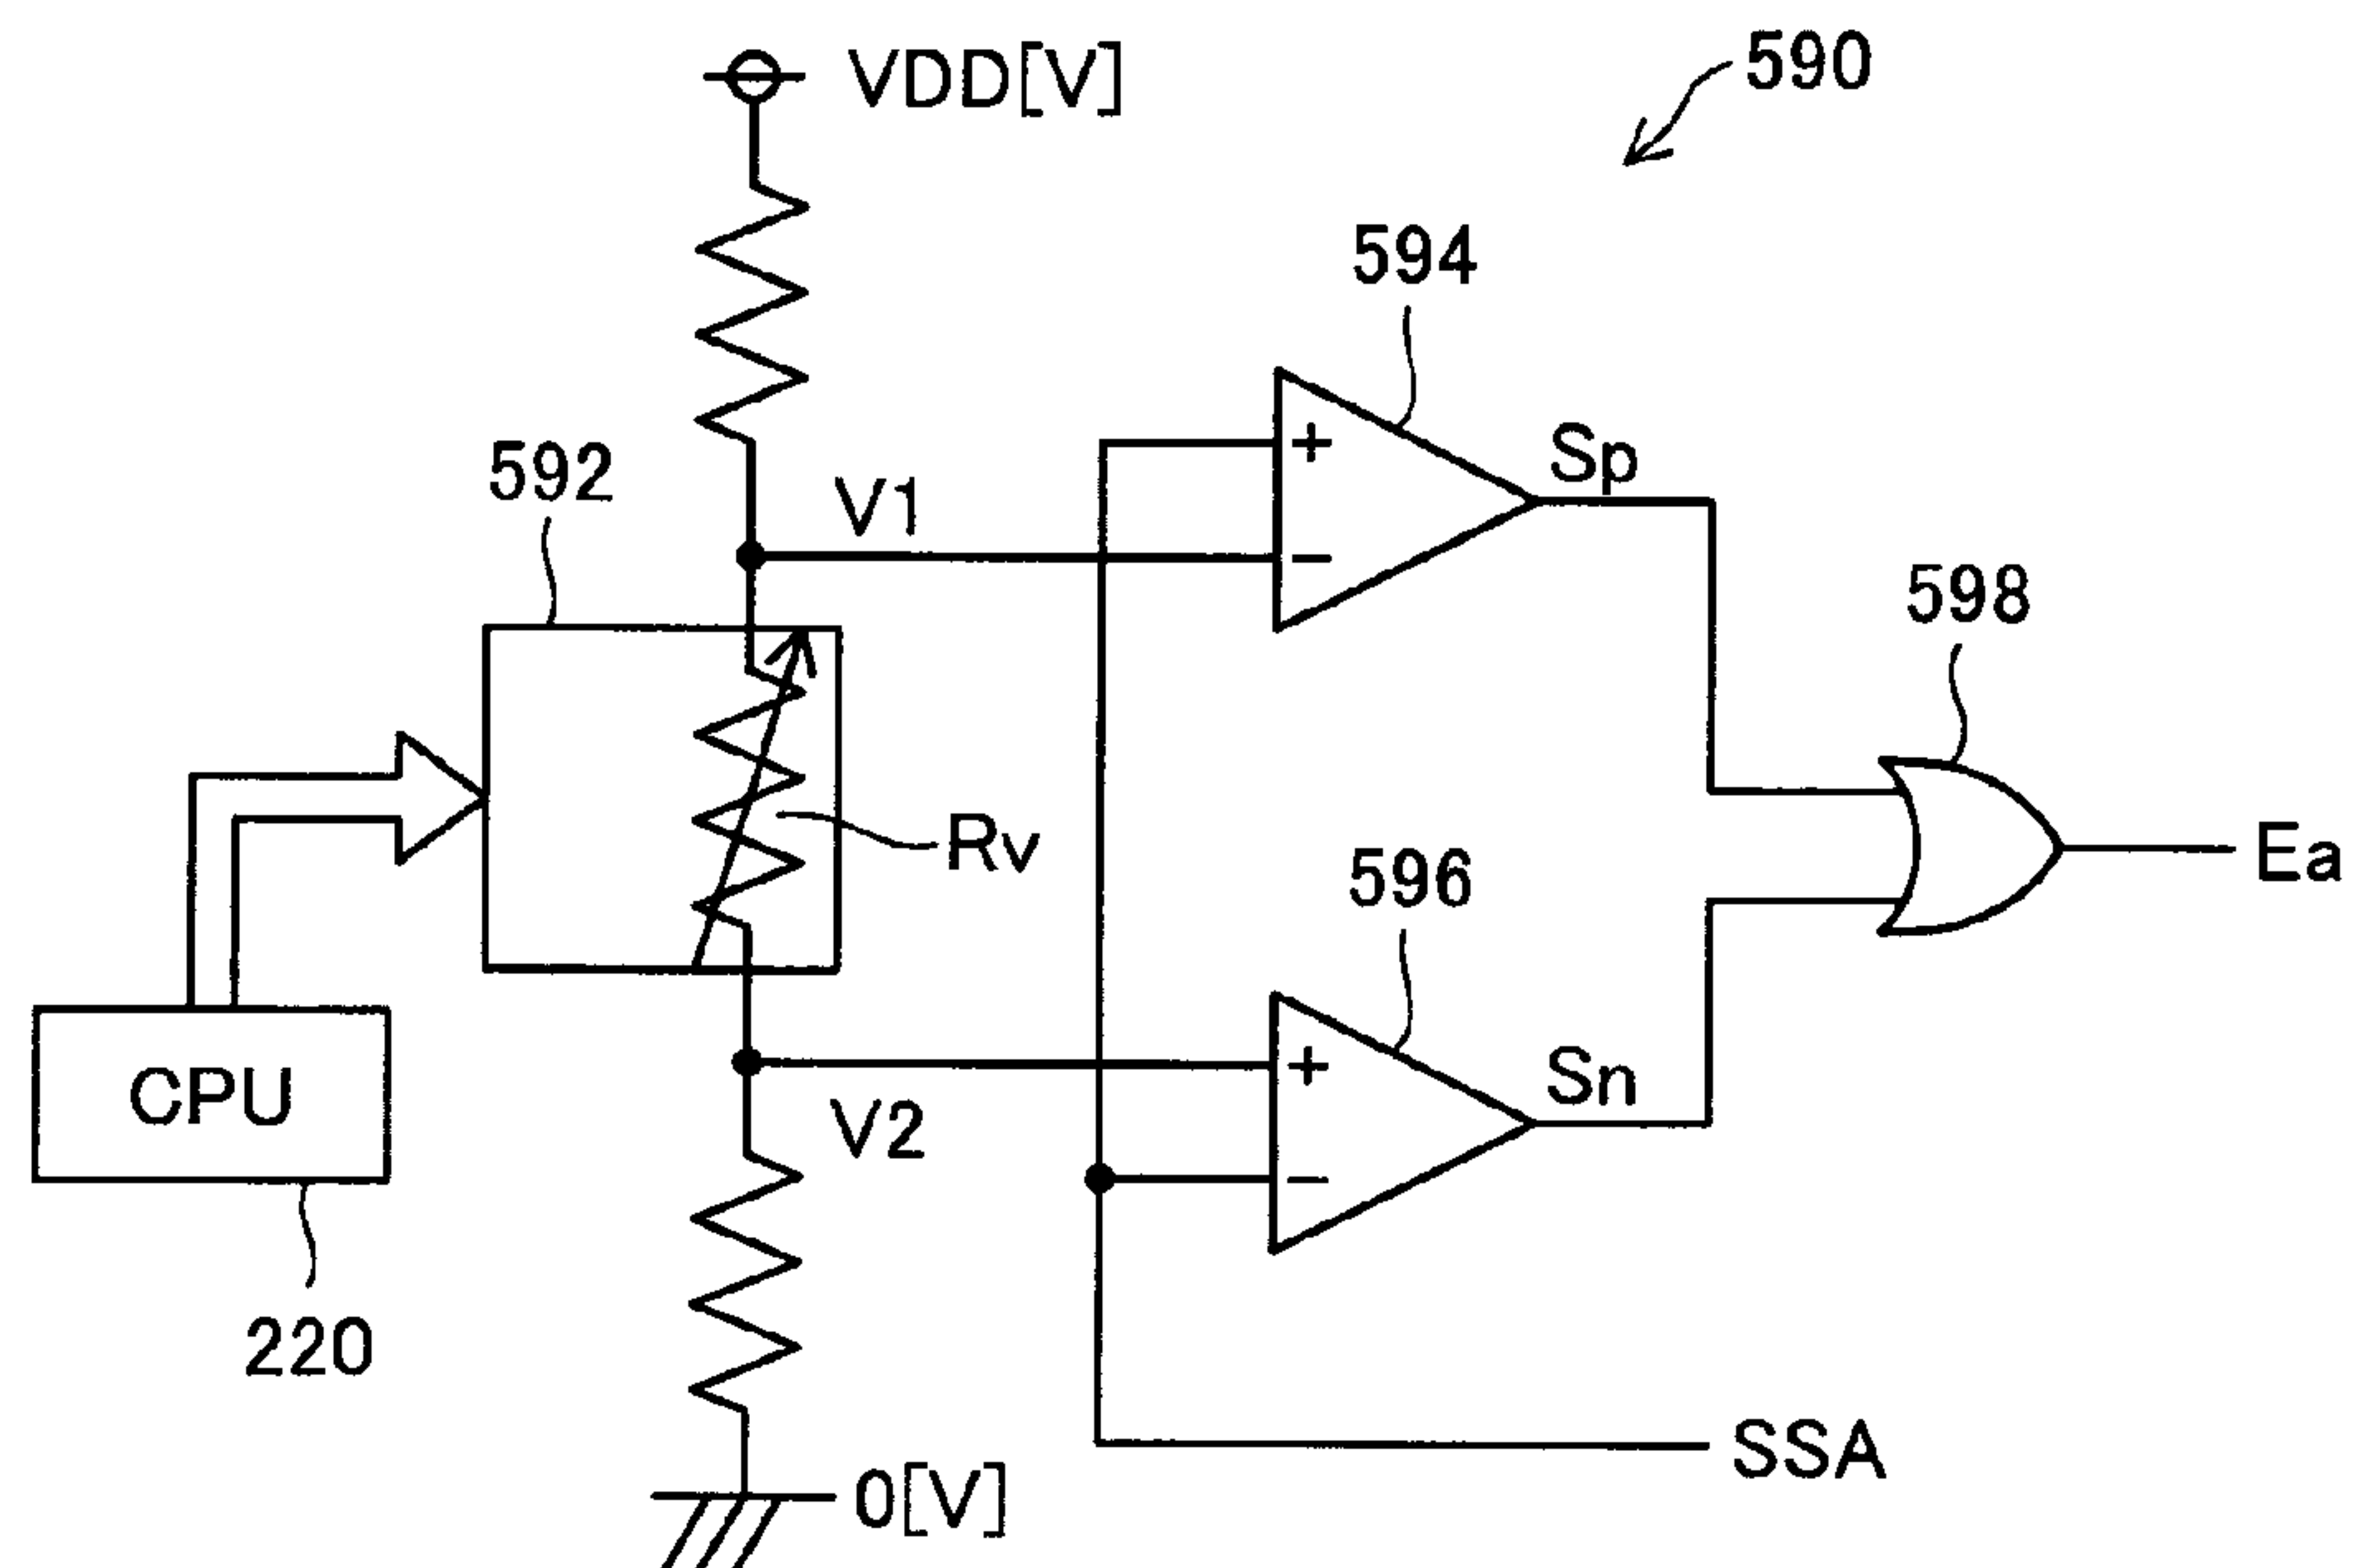 VDD[V]
590
594
Sp
592
V1
+
−
598
Rv
Ea
596
CPU
+
Sn
V2
−
220
SSA
0[V]